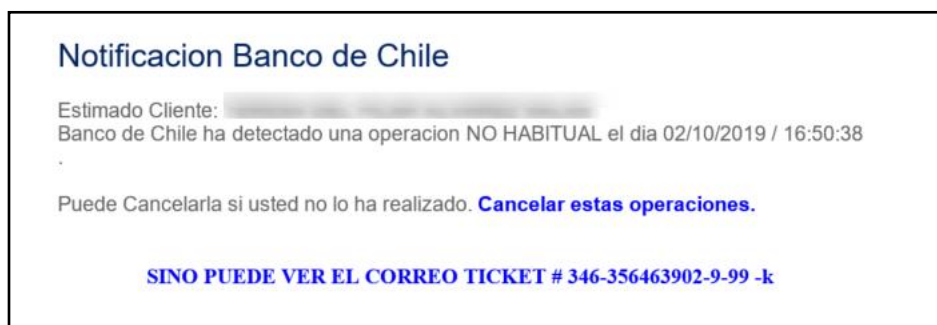 Notificacion Banco de Chile
Estimado Cliente:
Banco de Chile ha detectado una operacion NO HABITUAL el dia 02/10/2019 / 16:50:38
.
Puede Cancelarla si usted no lo ha realizado. Cancelar estas operaciones.
SINO PUEDE VER EL CORREO TICKET # 346-356463902-9-99 -k